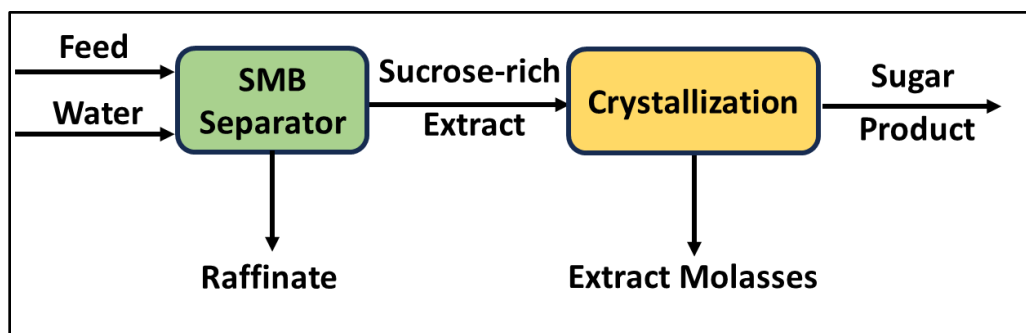 Feed
Water
SMB
Separator
Sucrose-rich
Extract
Crystallization
Sugar
Product
Raffinate
Extract Molasses